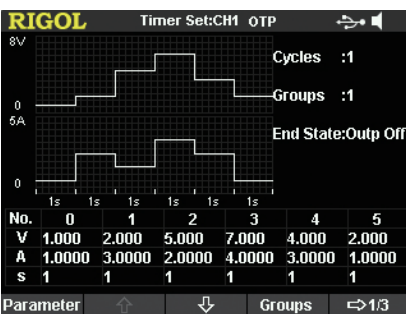 RIGOL Timer Set:CH1 OTP
8V
Cycles :1
0
Groups :1
5A
End State:Outp Off
0
1s 1s 1s 1s 1s
No. 0 1 2 3 4 5
V 1.000 2.000 5.000 7.000 4.000 2.000
A 1.0000 3.0000 2.0000 4.0000 3.0000 1.0000
s 1 1 1 1 1 1
Parameter Groups 1/3